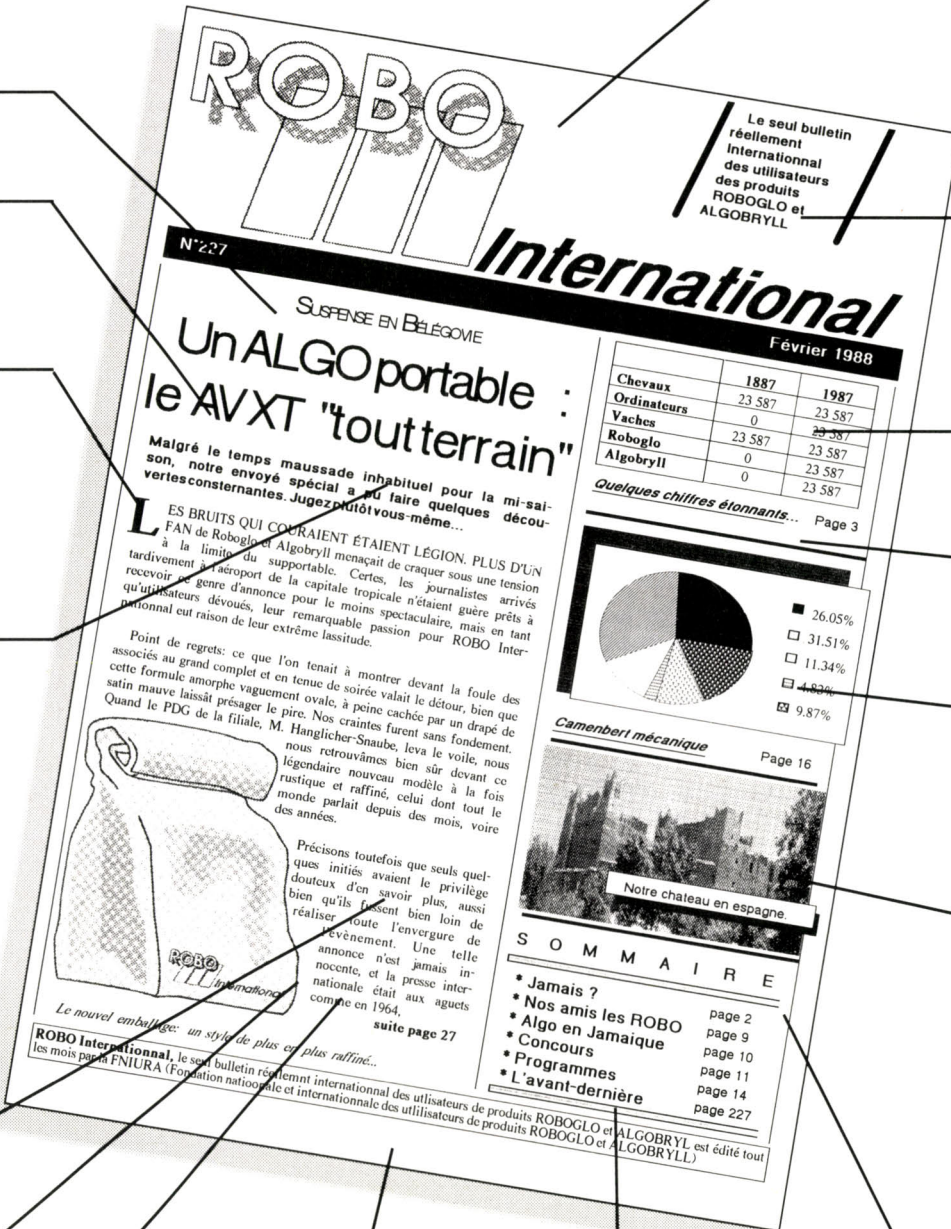 ROBO
Le seul bulletin
réellement
Internationnal
des utilisateurs
des produits
ROBOGLO et
ALGOBRYLL
International
N°227
Février 1988
SUSPENSE EN BÉLÉGOVIE
Un ALGO portable :
le AVXT "tout terrain"
Malgré le temps maussade inhabituel pour la mi-sai-
son, notre envoyé spécial a pu faire quelques décou-
vertes consternantes. Jugez plutôt vous-même...
LES BRUITS QUI COURAIENT ÉTAIENT LÉGION. PLUS D'UN
FAN de Roboglo et Algobryll menaçait de craquer sous une tension
à la limite du supportable. Certes, les journalistes arrivés
tardivement à l'aéroport de la capitale tropicale n'étaient guère prêts à
recevoir ce genre d'annonce pour le moins spectaculaire, mais en tant
qu'utilisateurs dévoués, leur remarquable passion pour ROBO Inter-
nationnal eut raison de leur extrême lassitude.
Point de regrets: ce que l'on tenait à montrer devant la foule des
associés au grand complet et en tenue de soirée valait le détour, bien que
cette formule amorphe vaguement ovale, à peine cachée par un drapé de
satin mauve laissât présager le pire. Nos craintes furent sans fondement.
Quand le PDG de la filiale, M. Hanglicher-Snaube, leva le voile, nous
nous retrouvâmes bien sûr devant ce
légendaire nouveau modèle à la fois
rustique et raffiné, celui dont tout le
monde parlait depuis des mois, voire
des années.
Précisons toutefois que seuls quel-
ques initiés avaient le privilège
douteux d'en savoir plus, aussi
bien qu'ils fussent bien loin de
réaliser toute l'envergure de
l'évènement. Une telle
annonce n'est jamais in-
nocente, et la presse inter-
nationale était aux aguets
comme en 1964.
suite page 27
ROBO
International
Le nouvel emballage: un style de plus en plus raffiné...
1887 1987
Chevaux 23 587 23 587
Ordinateurs 0 23 587
Vaches 23 587 23 587
Roboglo 0 23 587
Algobryll 0 23 587
Quelques chiffres étonnants... Page 3
26.05%
31.51%
11.34%
4.83%
9.87%
Camenbert mécanique Page 16
Notre chateau en espagne.
SOMMAIRE
* Jamais ? page 2
* Nos amis les ROBO page 9
* Algo en Jamaique page 10
* Concours page 11
* Programmes page 14
* L'avant-dernière page 227
ROBO Internationnal, le seul bulletin réellemnt international des utlisateurs de produits ROBOGLO et ALGOBRYL est édité tout
les mois par la FNIURA (Fondation natioonale et internationale des utlilisateurs de produits ROBOGLO et ALGOBRYLL)